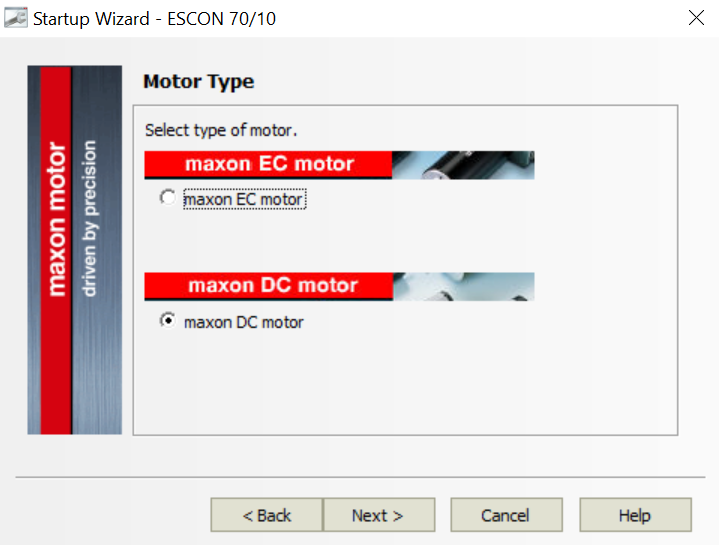 Startup Wizard - ESCON 70/10
maxon motor
driven by precision
Motor Type
Select type of motor.
maxon EC motor
maxon EC motor
maxon DC motor
maxon DC motor
< Back
Next >
Cancel
Help